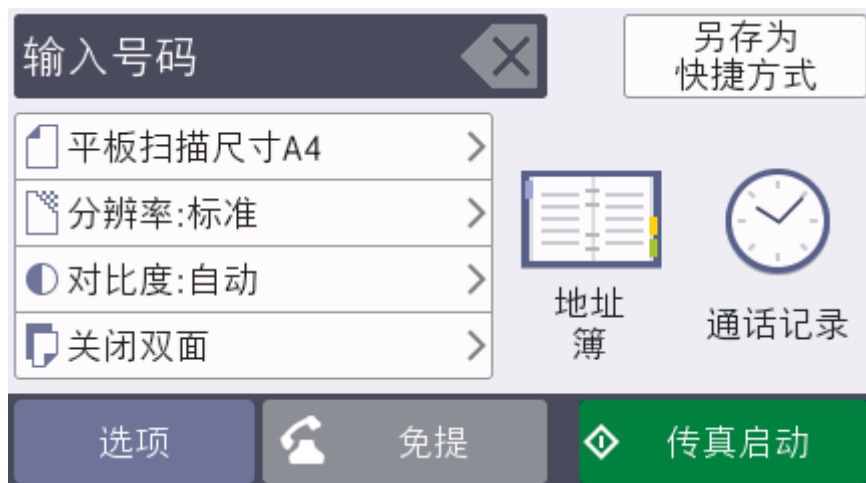 输入号码
另存为
快捷方式
平板扫描尺寸A4
分辨率:标准
对比度:自动
关闭双面
地址
簿
通话记录
选项
免提
传真启动